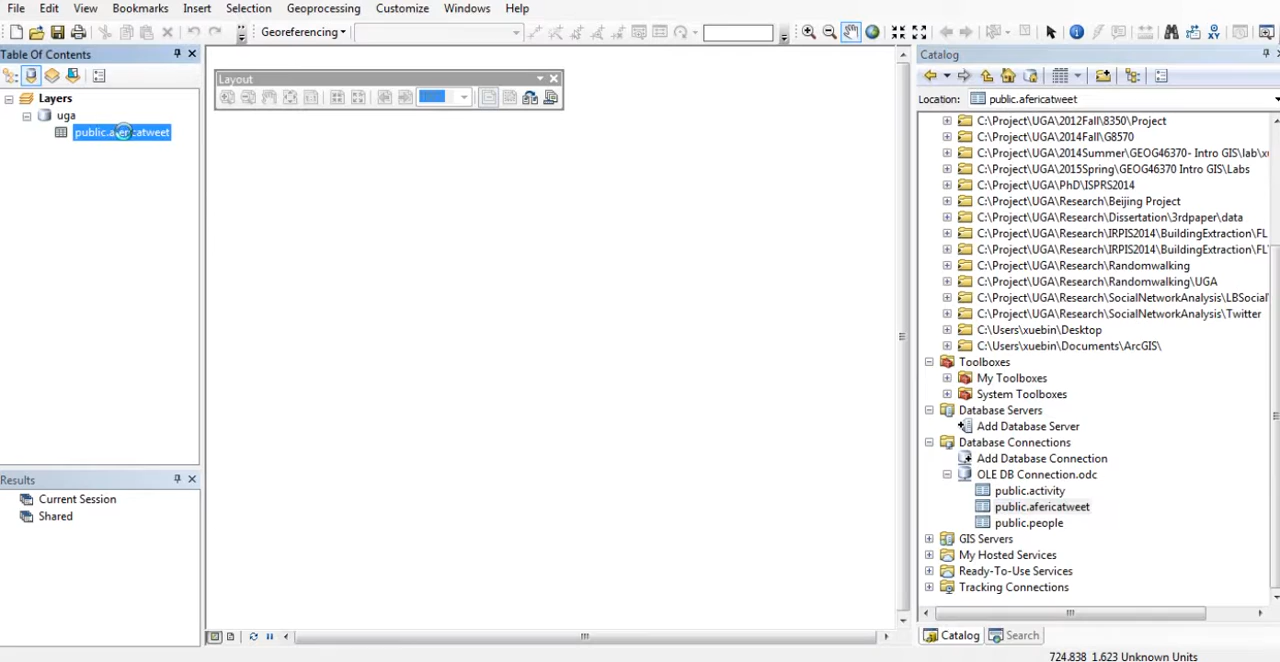 File Edit View Bookmarks Insert Selection Geoprocessing Customize Windows Help
Georeferencing
Table Of Contents
Layers
uga
public.africatweet
Layout
Results
Current Session
Shared
Catalog
Location: public.afericatweet
C:\Project\UGA\2012Fall\8350\Project
C:\Project\UGA\2014Fall\G8570
C:\Project\UGA\2014Summer\GEOG46370- Intro GIS\lab\xu
C:\Project\UGA\2015Spring\GEOG46370 Intro GIS\Labs
C:\Project\UGA\PhD\ISPRS2014
C:\Project\UGA\Research\Beijing Project
C:\Project\UGA\Research\Dissertation\3rdpaper\data
C:\Project\UGA\Research\IRPIS2014\BuildingExtraction\FL
C:\Project\UGA\Research\IRPIS2014\BuildingExtraction\FL\
C:\Project\UGA\Research\Randomwalking
C:\Project\UGA\Research\Randomwalking\UGA
C:\Project\UGA\Research\SocialNetworkAnalysis\LBSocial
C:\Project\UGA\Research\SocialNetworkAnalysis\Twitter
C:\Users\xuebin\Desktop
C:\Users\xuebin\Documents\ArcGIS\
Toolboxes
My Toolboxes
System Toolboxes
Database Servers
Add Database Server
Database Connections
Add Database Connection
OLE DB Connection.odc
public.activity
public.afericatweet
public.people
GIS Servers
My Hosted Services
Ready-To-Use Services
Tracking Connections
Catalog Search
724.838 1.623 Unknown Units